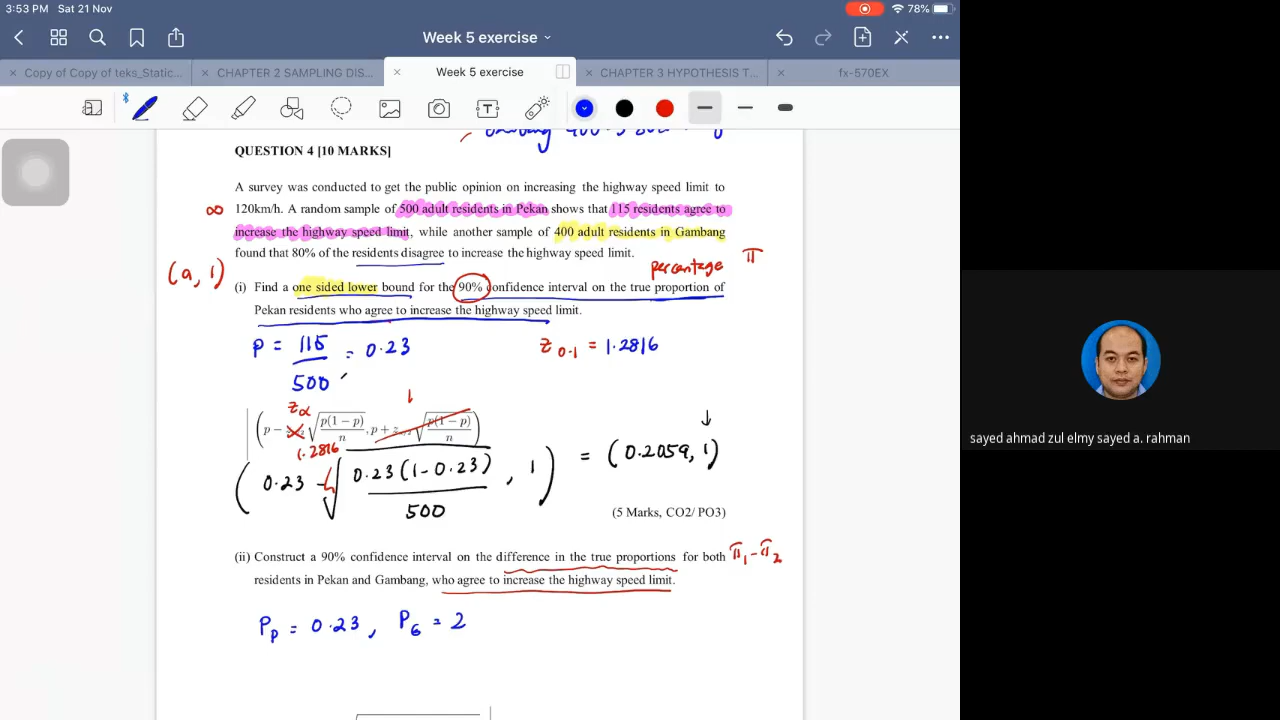 3:53 PM Sat 21 Nov
78%
Week 5 exercise
Copy of Copy of teks_Static...
CHAPTER 2 SAMPLING DIS...
Week 5 exercise
CHAPTER 3 HYPOTHESIS T...
fx-570EX
QUESTION 4 [10 MARKS]
A survey was conducted to get the public opinion on increasing the highway speed limit to
∞ 120km/h. A random sample of 500 adult residents in Pekan shows that 115 residents agree to
increase the highway speed limit, while another sample of 400 adult residents in Gambang
found that 80% of the residents disagree to increase the highway speed limit.
(a, 1)
percentage π
(i) Find a one sided lower bound for the 90% confidence interval on the true proportion of
Pekan residents who agree to increase the highway speed limit.
P = 115 / 500 = 0.23
z 0.1 = 1.2816
zα
(p - √p(1-p)/n, p + z √p(1-p)/n)
1.2816
(0.23 - √0.23(1-0.23)/500, 1) = (0.2059, 1)
(5 Marks, CO2/ PO3)
(ii) Construct a 90% confidence interval on the difference in the true proportions for both π1 - π2
residents in Pekan and Gambang, who agree to increase the highway speed limit.
Pp = 0.23, PG = 2
sayed ahmad zul elmy sayed a. rahman